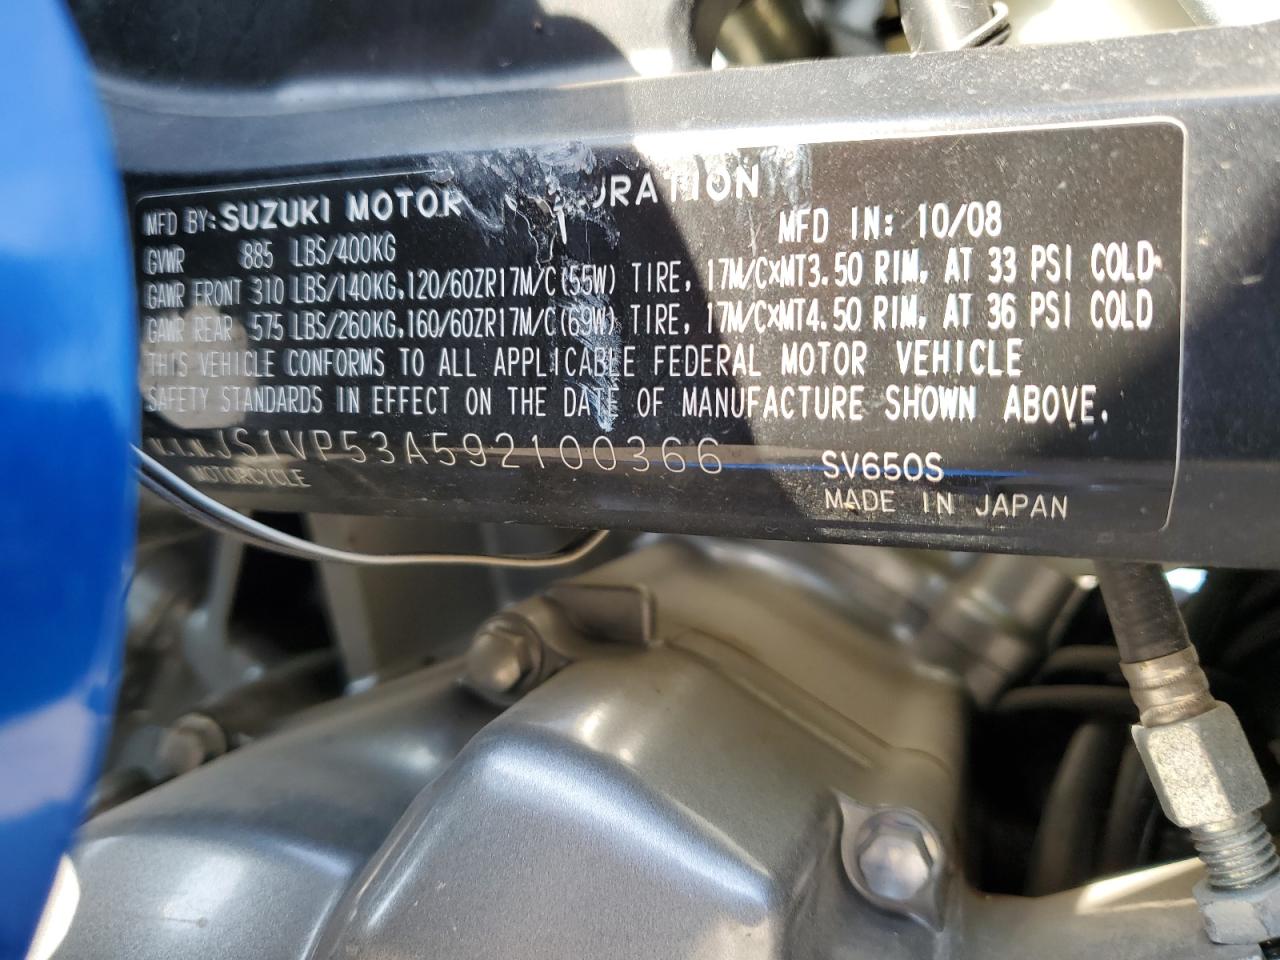 MFD BY: SUZUKI MOTOR MFD IN: 10/08
GVWR 885 LBS/400KG
GAWR FRONT 310 LBS/140KG, 120/60ZR17M/C(55W) TIRE, 17M/C×MT3.50 RIM, AT 33 PSI COLD
GAWR REAR 575 LBS/260KG, 160/60ZR17M/C(69W) TIRE, 17M/C×MT4.50 RIM, AT 36 PSI COLD
THIS VEHICLE CONFORMS TO ALL APPLICABLE FEDERAL MOTOR VEHICLE
SAFETY STANDARDS IN EFFECT ON THE DATE OF MANUFACTURE SHOWN ABOVE.
V.I.N. JS1VP53A592100366 SV650S
MOTORCYCLE MADE IN JAPAN